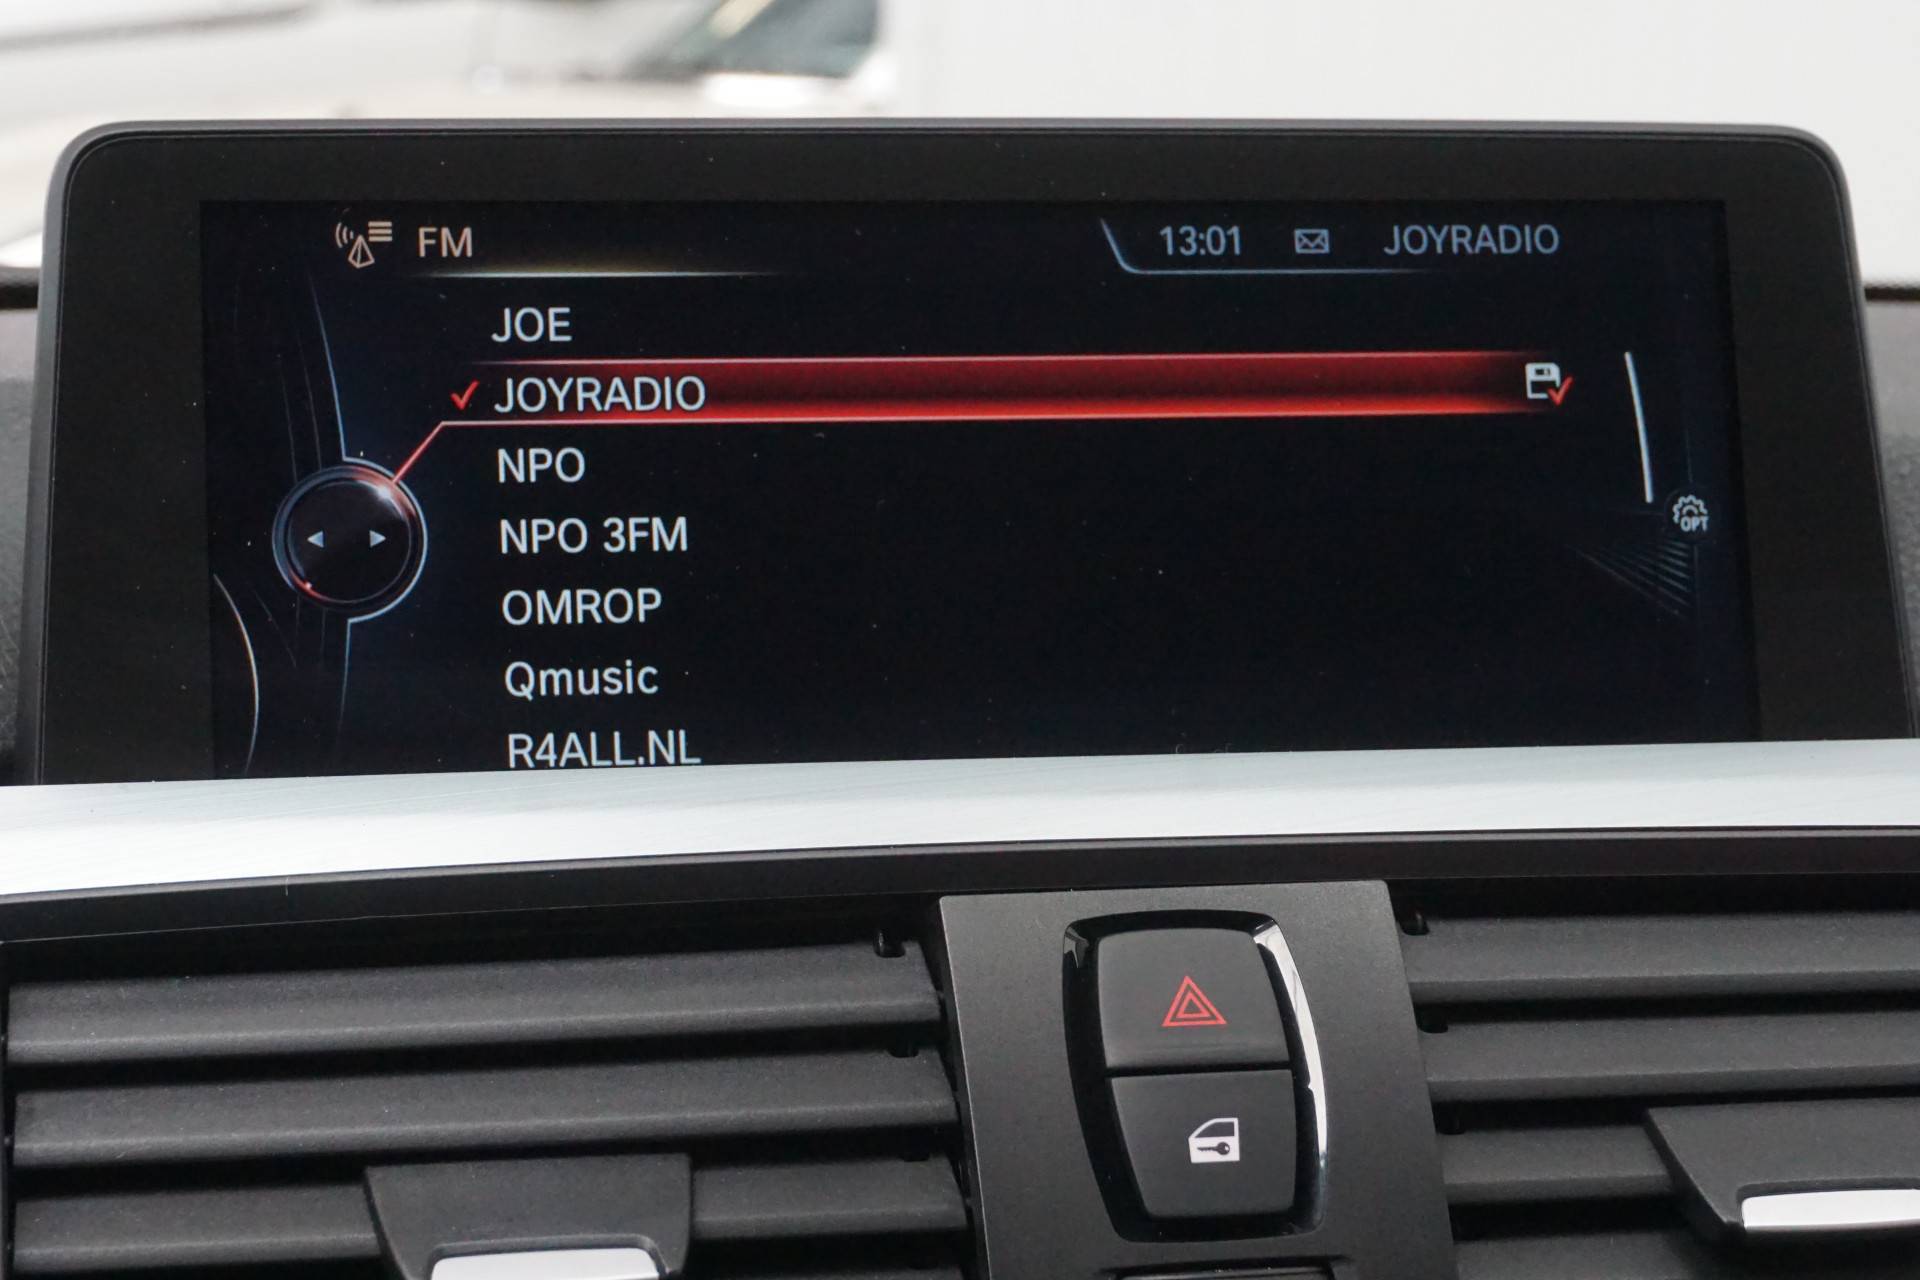 FM 13:01 JOYRADIO
JOE
JOYRADIO
NPO
NPO 3FM
OMROP
Qmusic
R4ALL.NL
OPT